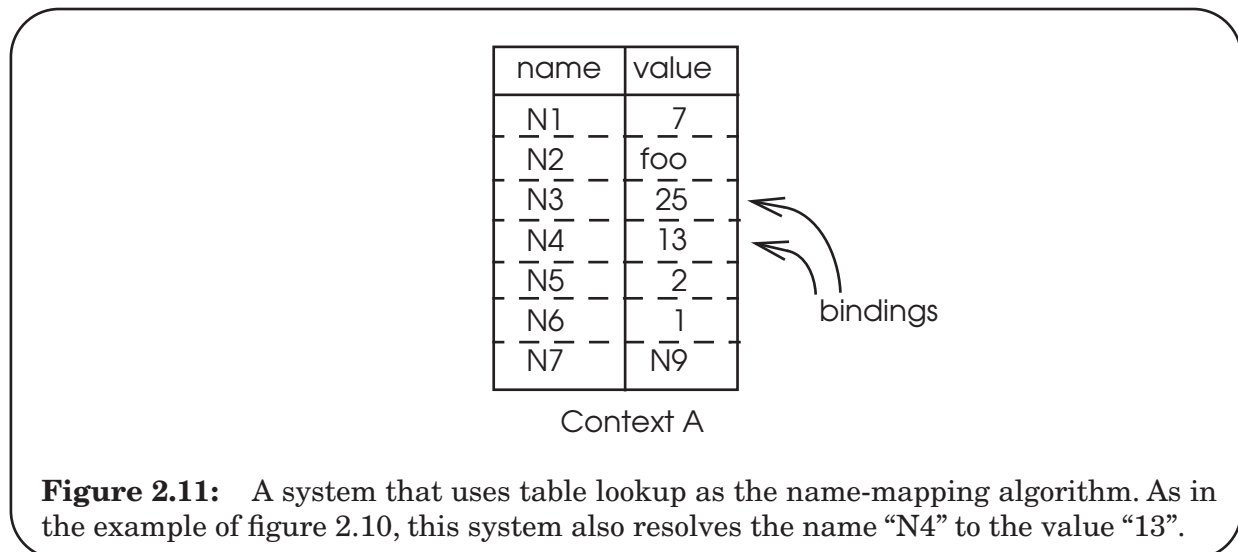 name value
N1 7
N2 foo
N3 25
N4 13
N5 2
N6 1
N7 N9
bindings
Context A
Figure 2.11: A system that uses table lookup as the name-mapping algorithm. As in
the example of figure 2.10, this system also resolves the name “N4” to the value “13”.